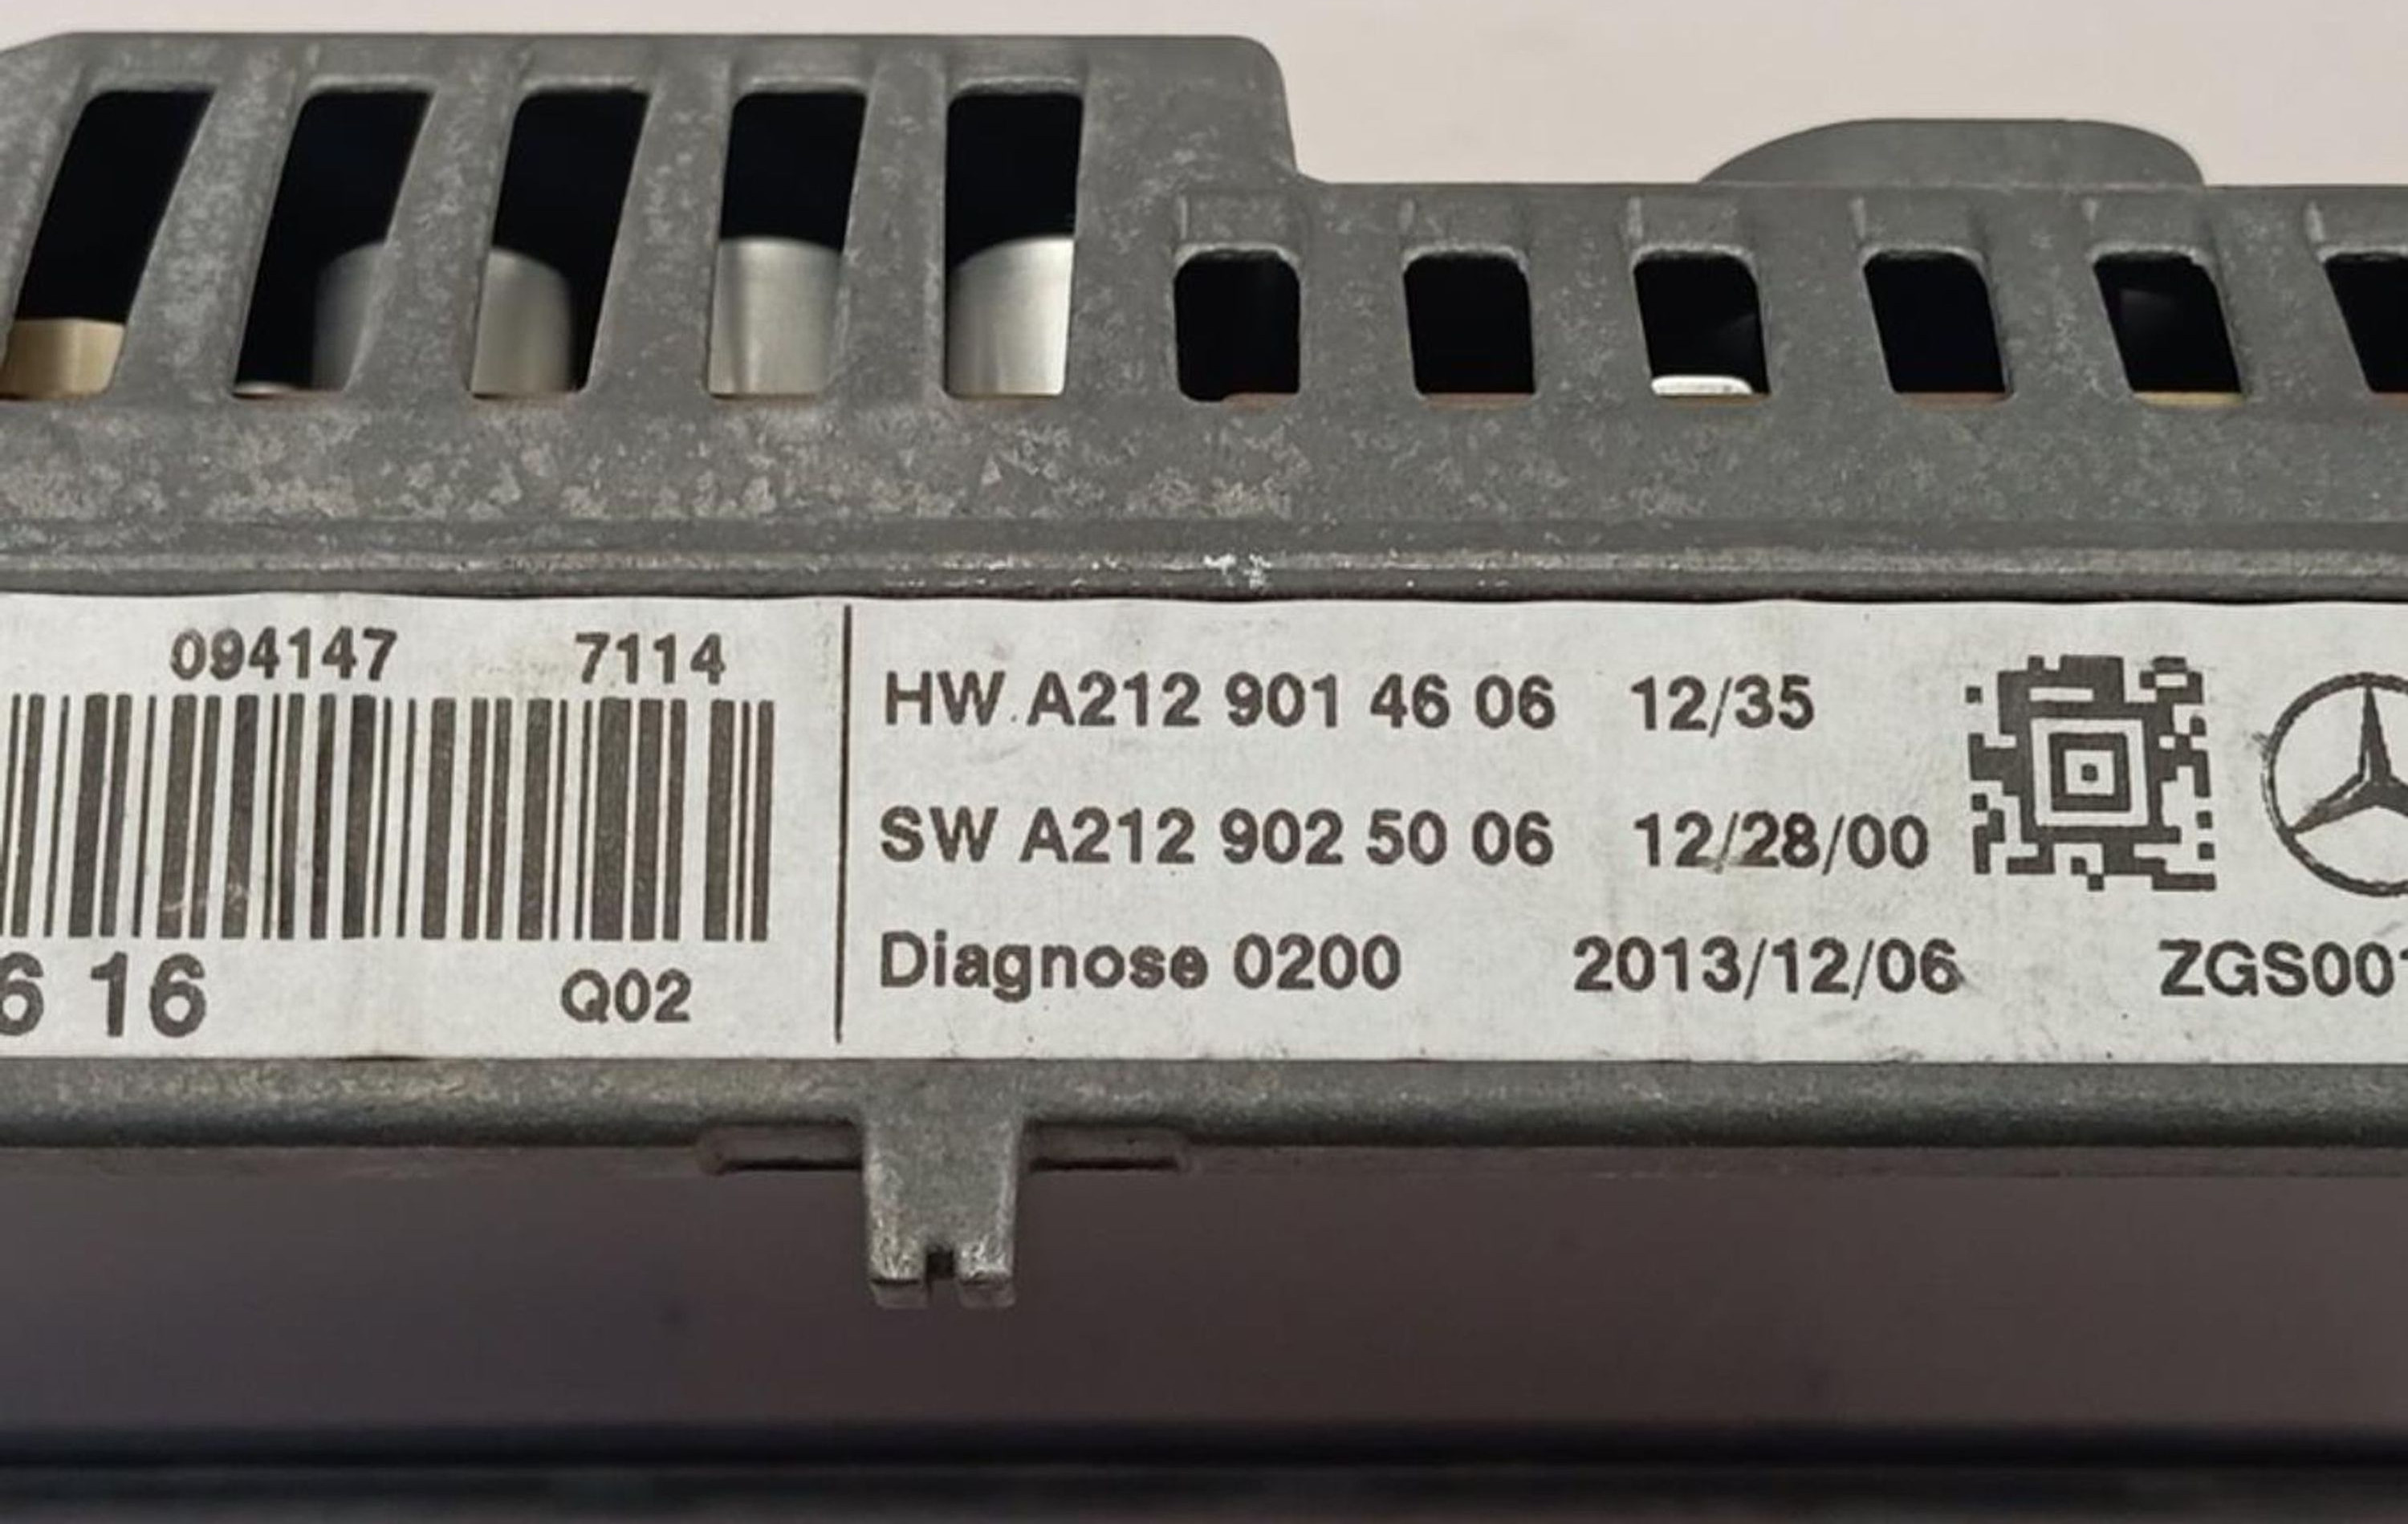 094147 7114
6 16 Q02
HW A212 901 46 06 12/35
SW A212 902 50 06 12/28/00
Diagnose 0200 2013/12/06 ZGS001